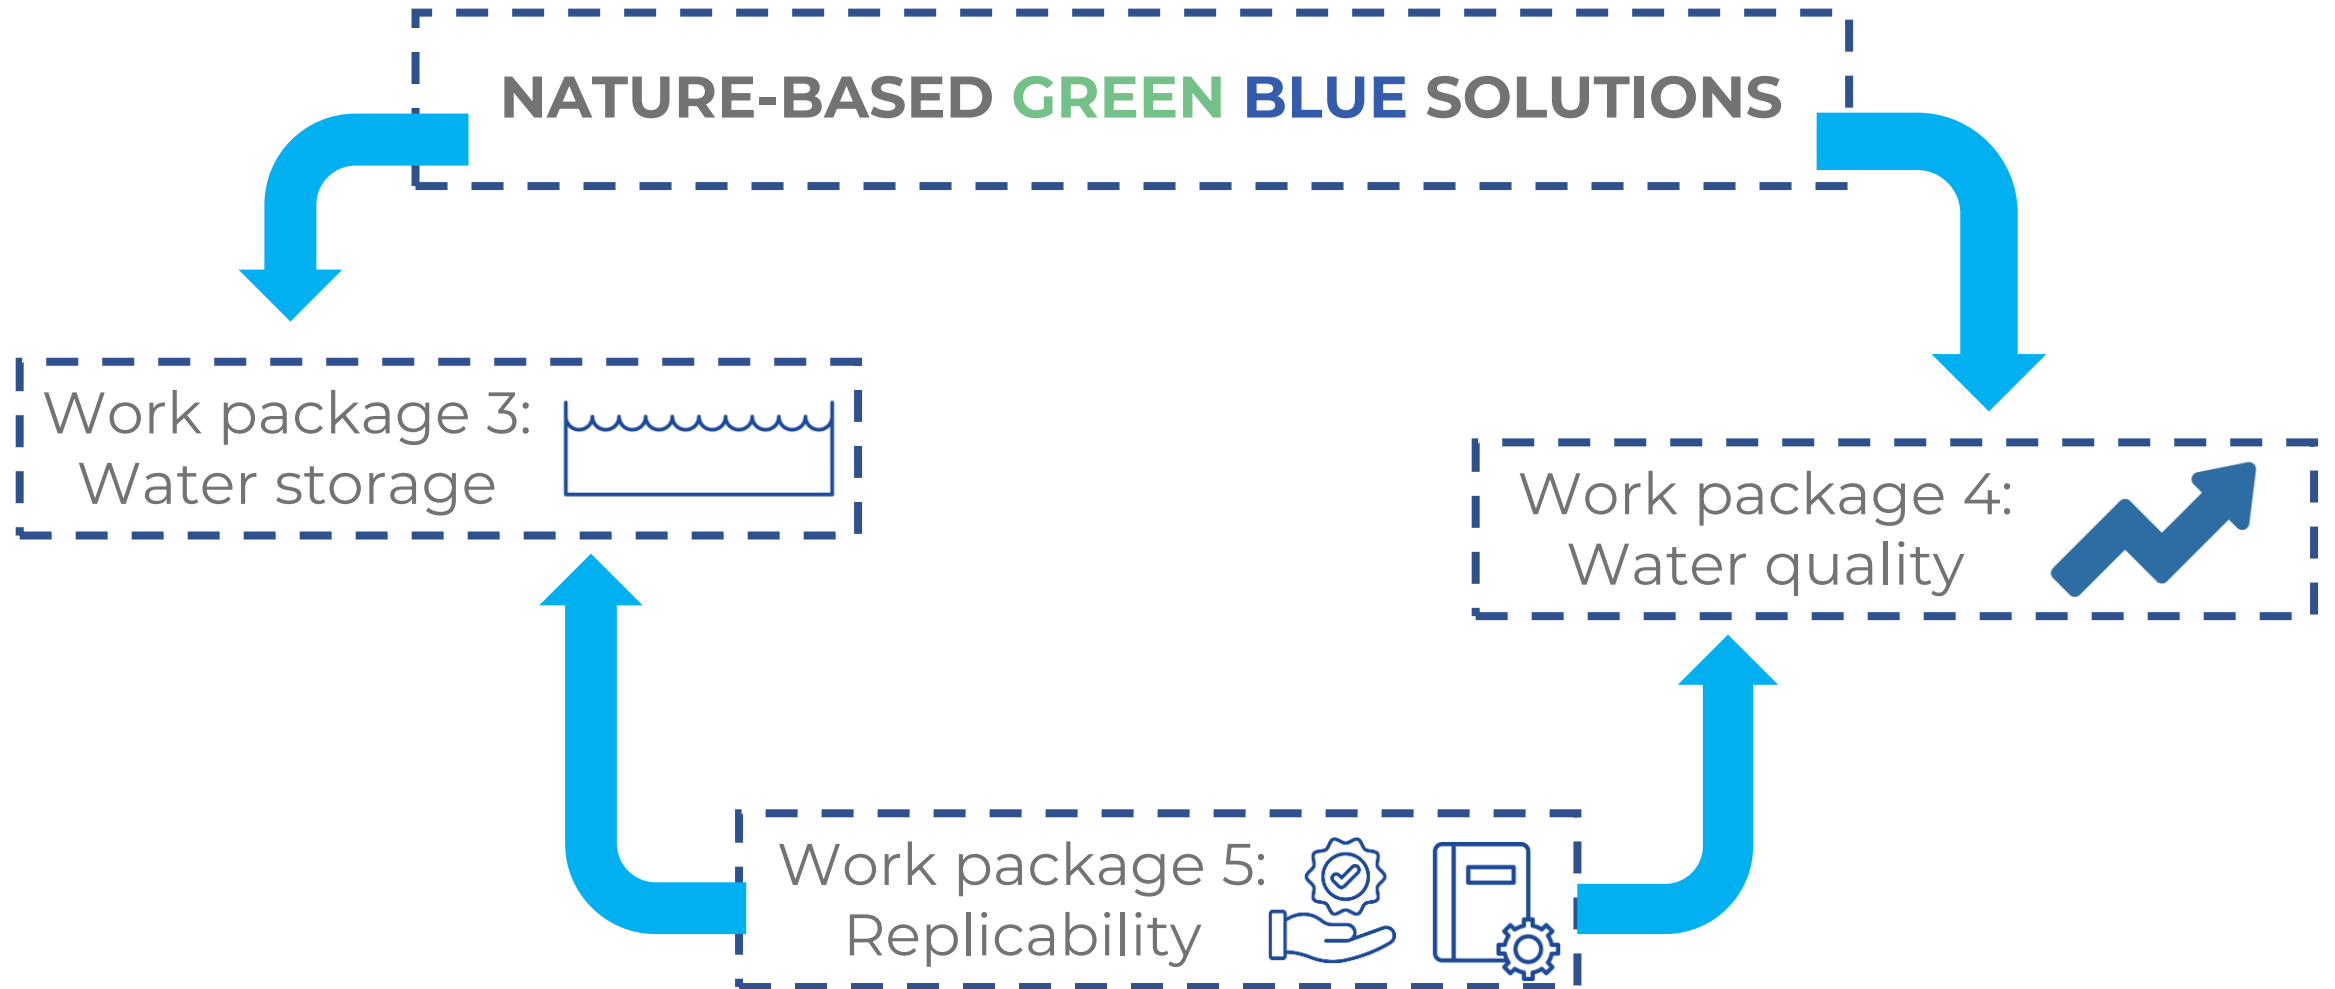 NATURE-BASED GREEN BLUE SOLUTIONS
Work package 3:
Water storage
Work package 4:
Water quality
Work package 5:
Replicability